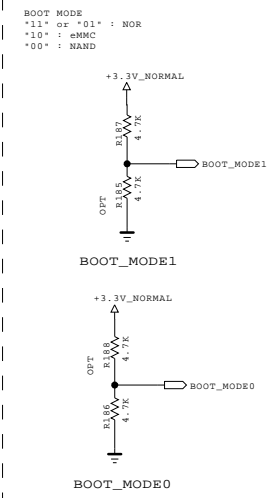 BOOT MODE
"11" or "01" : NOR
"10" : eMMC
"00" : NAND
+3.3V_NORMAL
R187
4.7K
BOOT_MODE1
OPT
R185
4.7K
BOOT_MODE1
+3.3V_NORMAL
OPT
R188
4.7K
BOOT_MODE0
R186
4.7K
BOOT_MODE0